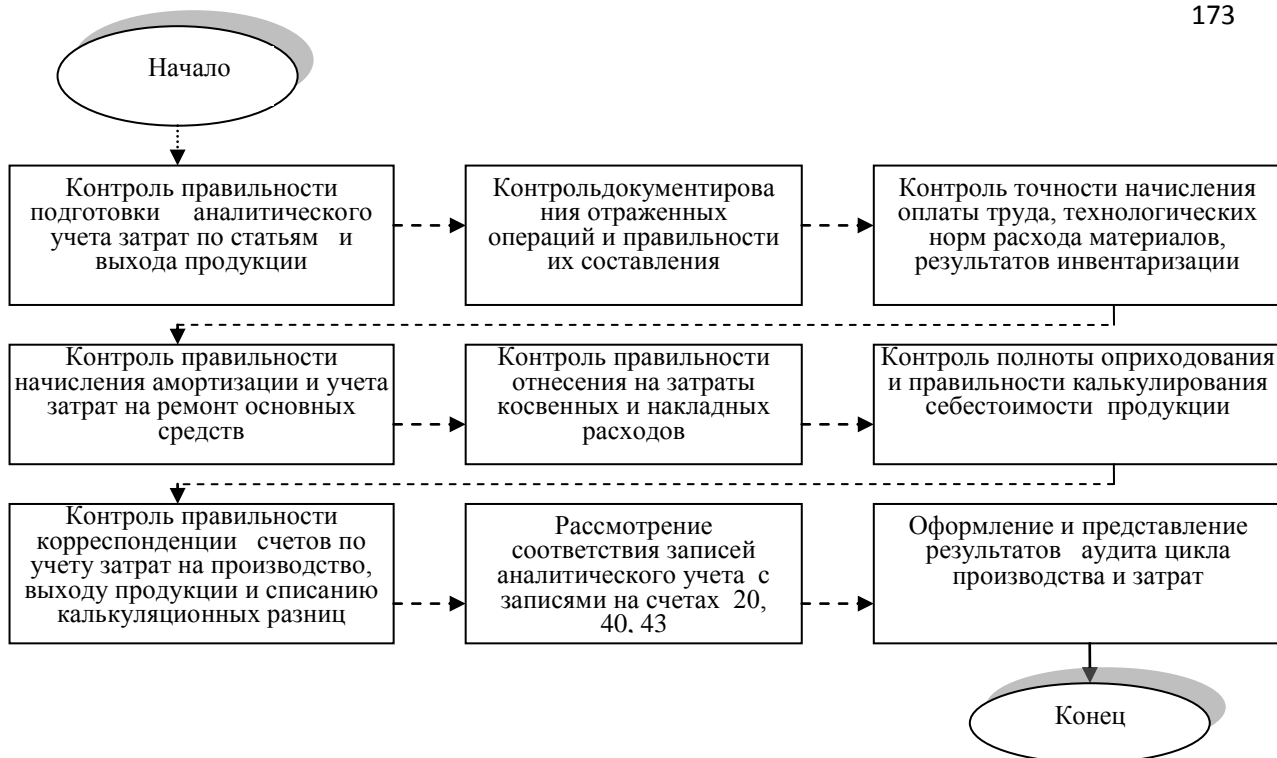 173
Начало
Контроль правильности
подготовки аналитического
учета затрат по статьям и
выхода продукции
Контрольдокументирова
ния отраженных
операций и правильности
их составления
Контроль точности начисления
оплаты труда, технологических
норм расхода материалов,
результатов инвентаризации
Контроль правильности
начисления амортизации и учета
затрат на ремонт основных
средств
Контроль правильности
отнесения на затраты
косвенных и накладных
расходов
Контроль полноты оприходования
и правильности калькулирования
себестоимости продукции
Контроль правильности
корреспонденции счетов по
учету затрат на производство,
выходу продукции и списанию
калькуляционных разниц
Рассмотрение
соответствия записей
аналитического учета с
записями на счетах 20,
40, 43
Оформление и представление
результатов аудита цикла
производства и затрат
Конец